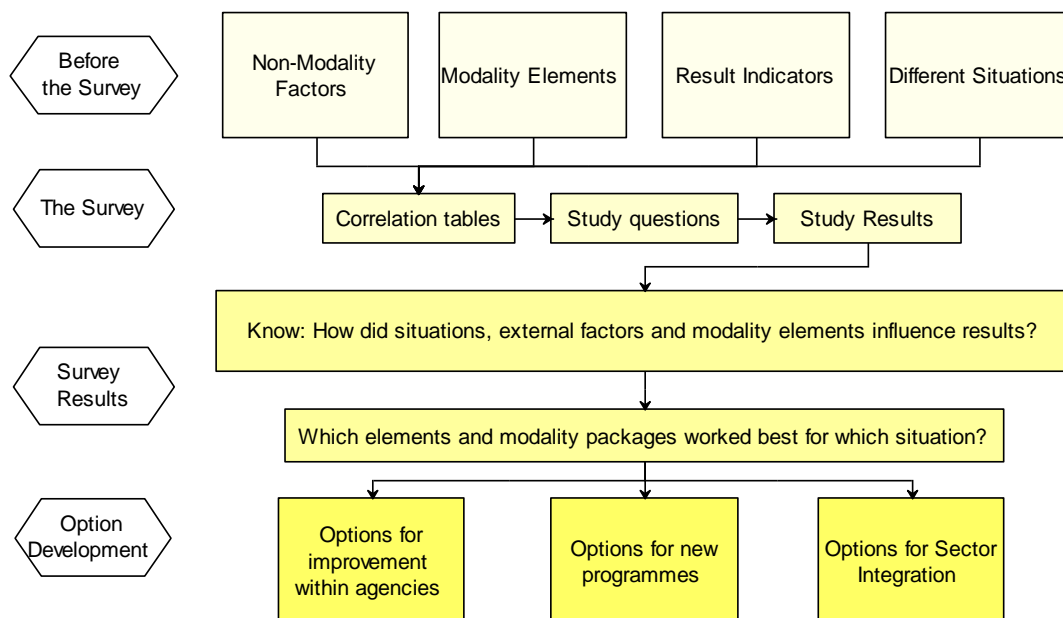 Before
the Survey
Non-Modality
Factors
Modality Elements
Result Indicators
Different Situations
The Survey
Correlation tables
Study questions
Study Results
Know: How did situations, external factors and modality elements influence results?
Survey
Results
Which elements and modality packages worked best for which situation?
Option
Development
Options for
improvement
within agencies
Options for new
programmes
Options for Sector
Integration